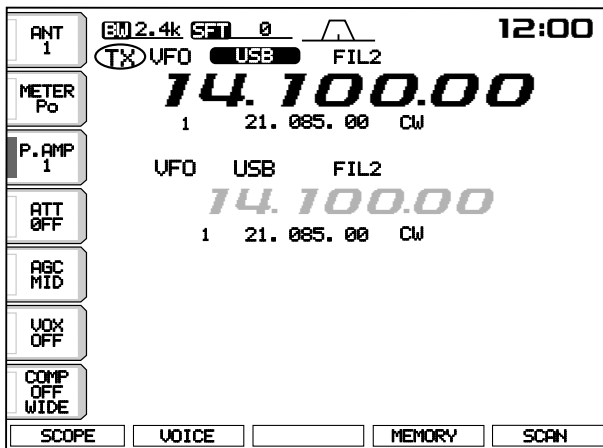 ANT
1
BW 2.4k SFT 0
12:00
TX VFO USB FIL2
14.100.00
1 21.085.00 CW
METER
Po
P.AMP
1
VFO USB FIL2
14.100.00
1 21.085.00 CW
ATT
OFF
AGC
MID
VOX
OFF
COMP
OFF
WIDE
SCOPE VOICE MEMORY SCAN